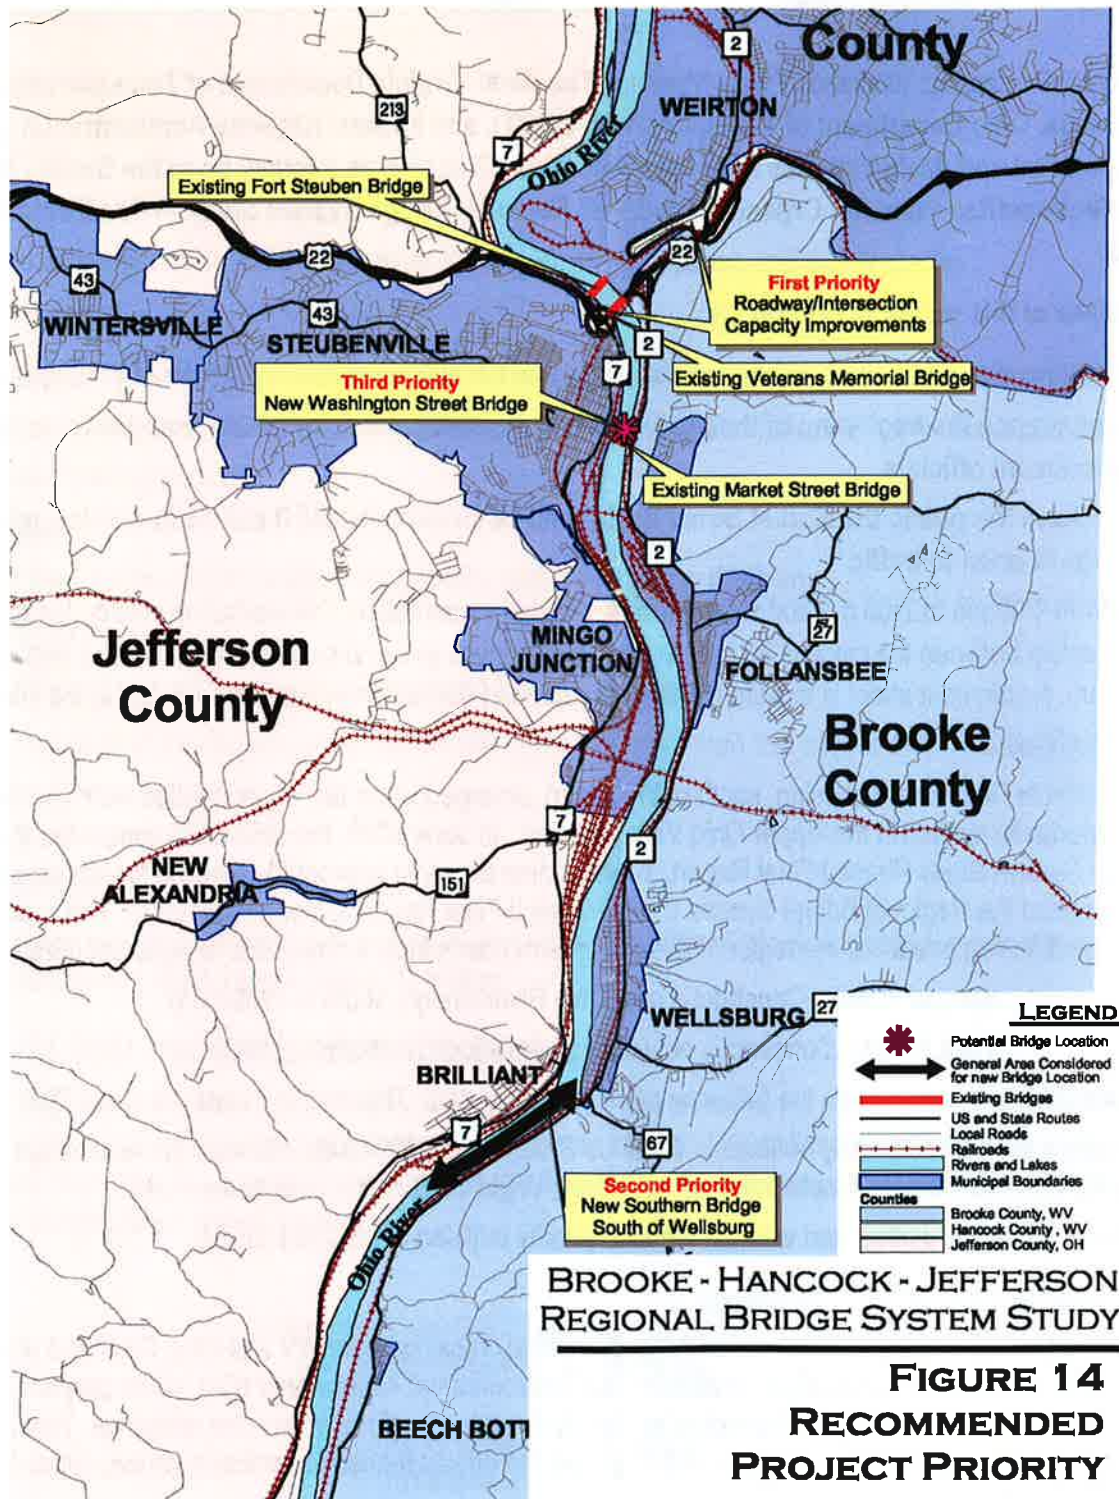 County
2
WEIRTON
213
7
Ohio River
Existing Fort Steuben Bridge
22
22
43
First Priority
Roadway/Intersection
Capacity Improvements
43
WINTERSVILLE
STEUBENVILLE
2
7
Existing Veterans Memorial Bridge
Third Priority
New Washington Street Bridge
Existing Market Street Bridge
2
27
MINGO
JUNCTION
FOLLANSBEE
Jefferson
County
Brooke
County
7
2
NEW
ALEXANDRIA
151
WELLSBURG
27
BRILLIANT
7
67
Second Priority
New Southern Bridge
South of Wellsburg
Ohio River
BEECH BOTT
LEGEND
Potential Bridge Location
General Area Considered
for new Bridge Location
Existing Bridges
US and State Routes
Local Roads
Railroads
Rivers and Lakes
Municipal Boundaries
Counties
Brooke County, WV
Hancock County , WV
Jefferson County, OH
BROOKE - HANCOCK - JEFFERSON
REGIONAL BRIDGE SYSTEM STUDY
FIGURE 14
RECOMMENDED
PROJECT PRIORITY